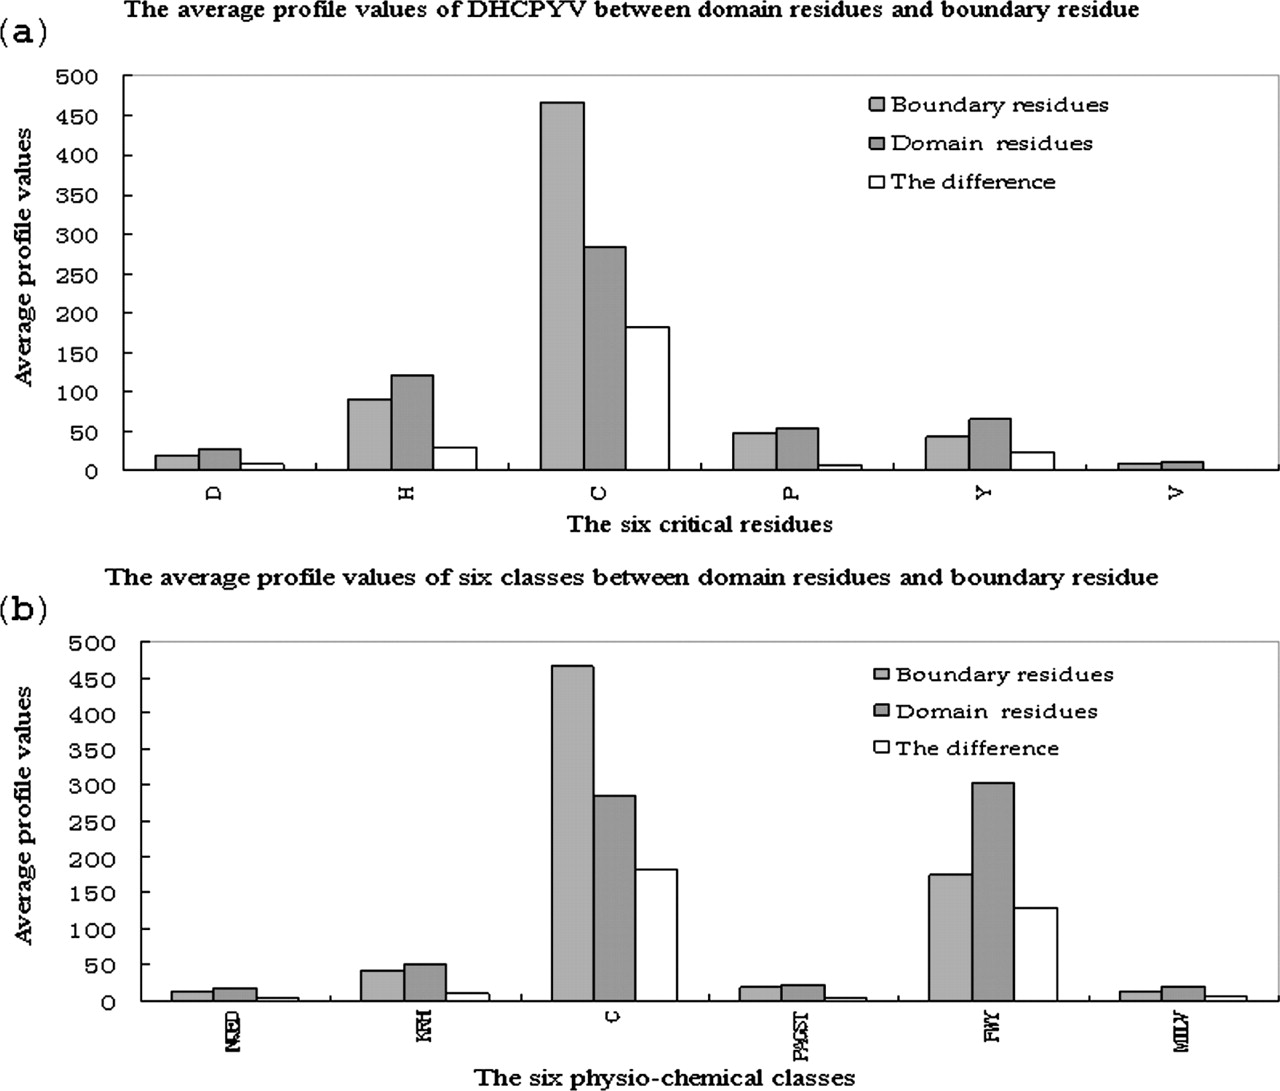 The average profile values of DHCPYV between domain residues and boundary residue
(a)
500
450
400
350
300
250
200
150
100
50
0
Average profile values
Boundary residues
Domain residues
The difference
D H C P Y V
The six critical residues
The average profile values of six classes between domain residues and boundary residue
(b)
500
450
400
350
300
250
200
150
100
50
0
Average profile values
Boundary residues
Domain residues
The difference
KRH C PAGST FWY MILV
The six physio-chemical classes